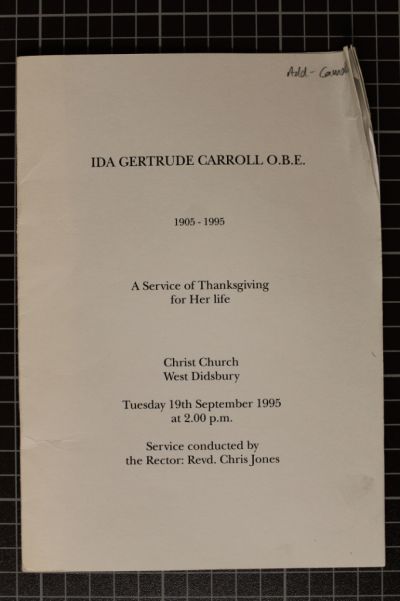 Add -
IDA GERTRUDE CARROLL O.B.E.
1905 - 1995
A Service of Thanksgiving
for Her life
Christ Church
West Didsbury
Tuesday 19th September 1995
at 2.00 p.m.
Service conducted by
the Rector: Revd. Chris Jones